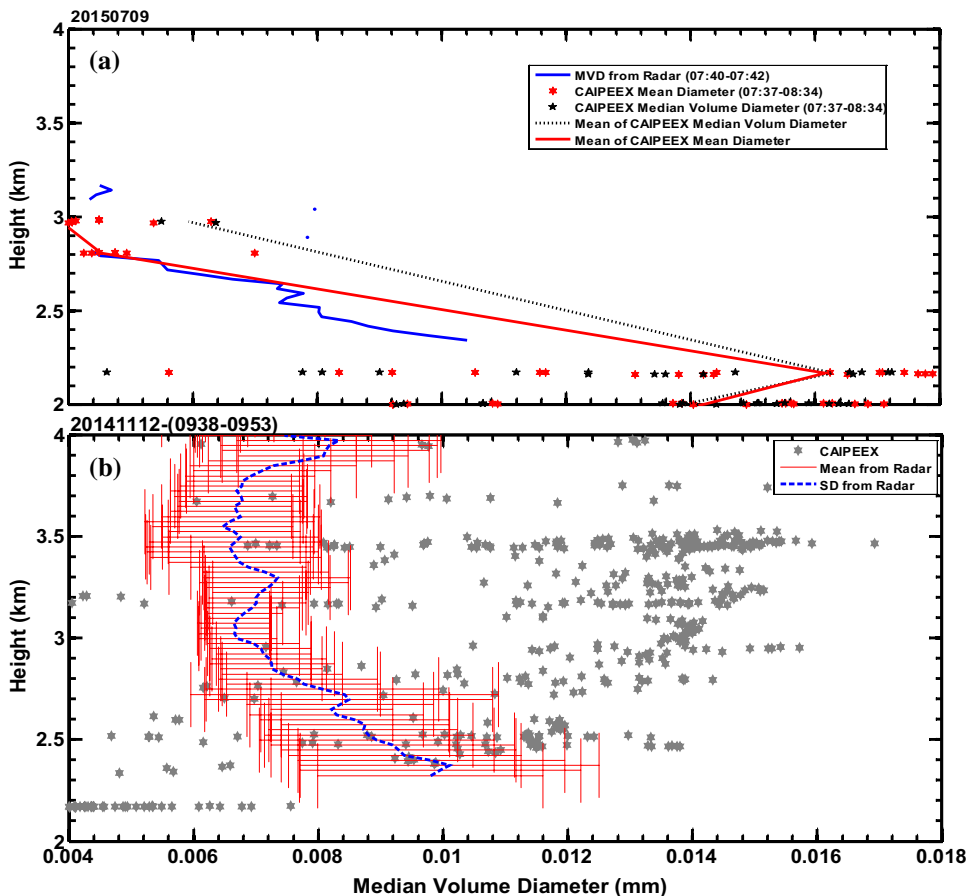 20150709
(a)
MVD from Radar (07:40-07:42)
CAIPEEX Mean Diameter (07:37-08:34)
CAIPEEX Median Volume Diameter (07:37-08:34)
Mean of CAIPEEX Median Volum Diameter
Mean of CAIPEEX Mean Diameter
4
3.5
3
2.5
2
Height (km)
20141112-(0938-0953)
(b)
CAIPEEX
Mean from Radar
SD from Radar
4
3.5
3
2.5
2
Height (km)
0.004 0.006 0.008 0.01 0.012 0.014 0.016 0.018
Median Volume Diameter (mm)